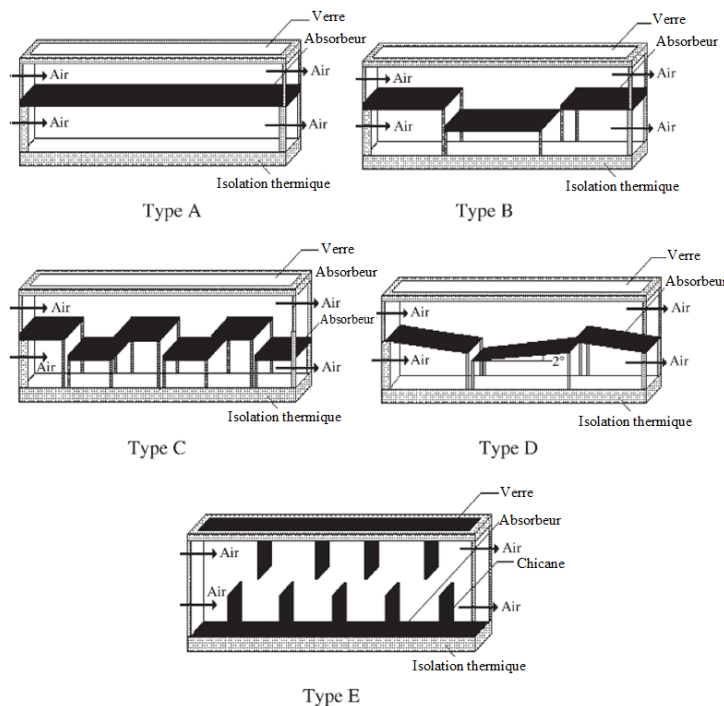 Verre
Absorbeur
Air
Air
Air
Air
Isolation thermique
Type A
Verre
Absorbeur
Air
Air
Air
Air
Isolation thermique
Type B
Verre
Absorbeur
Air
Air
Absorbeur
Air
Air
Isolation thermique
Type C
Verre
Absorbeur
Air
Air
Air
Air
2°
Isolation thermique
Type D
Verre
Absorbeur
Air
Air
Chicane
Air
Air
Isolation thermique
Type E